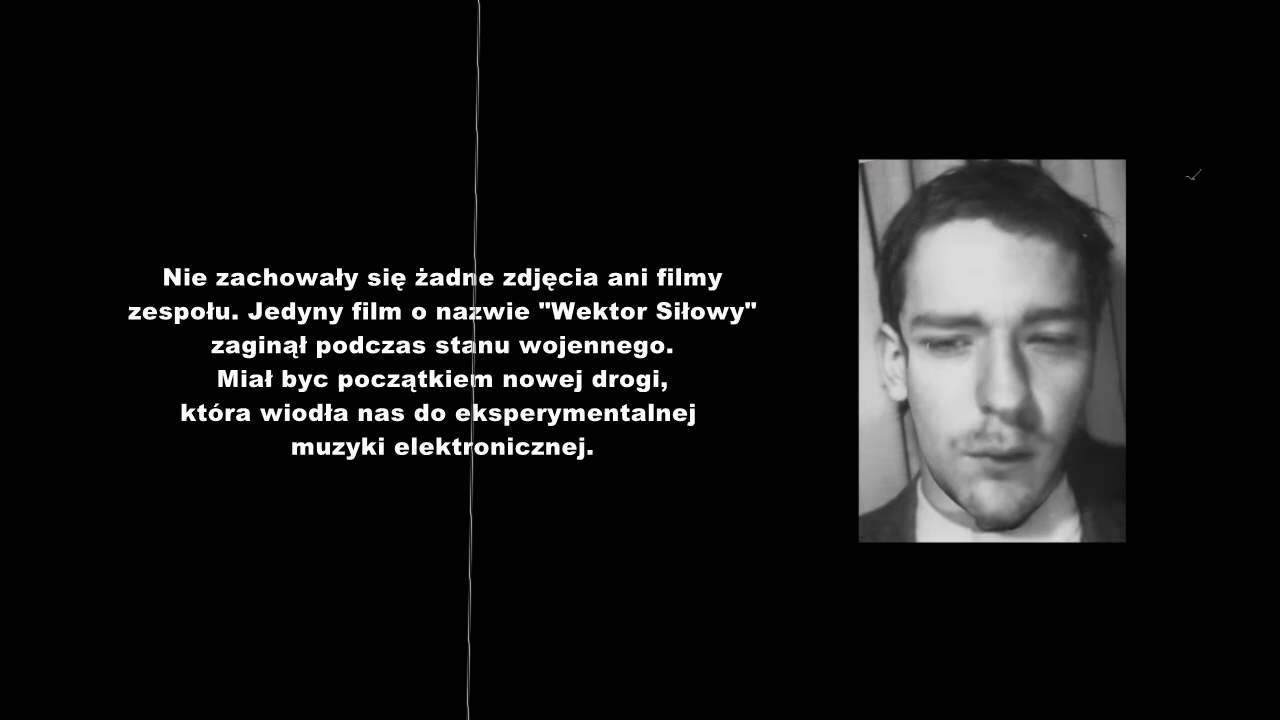 Nie zachowały się żadne zdjęcia ani filmy
zespołu. Jedyny film o nazwie "Wektor Siłowy"
zaginął podczas stanu wojennego.
Miał byc początkiem nowej drogi,
która wiodła nas do eksperymentalnej
muzyki elektronicznej.